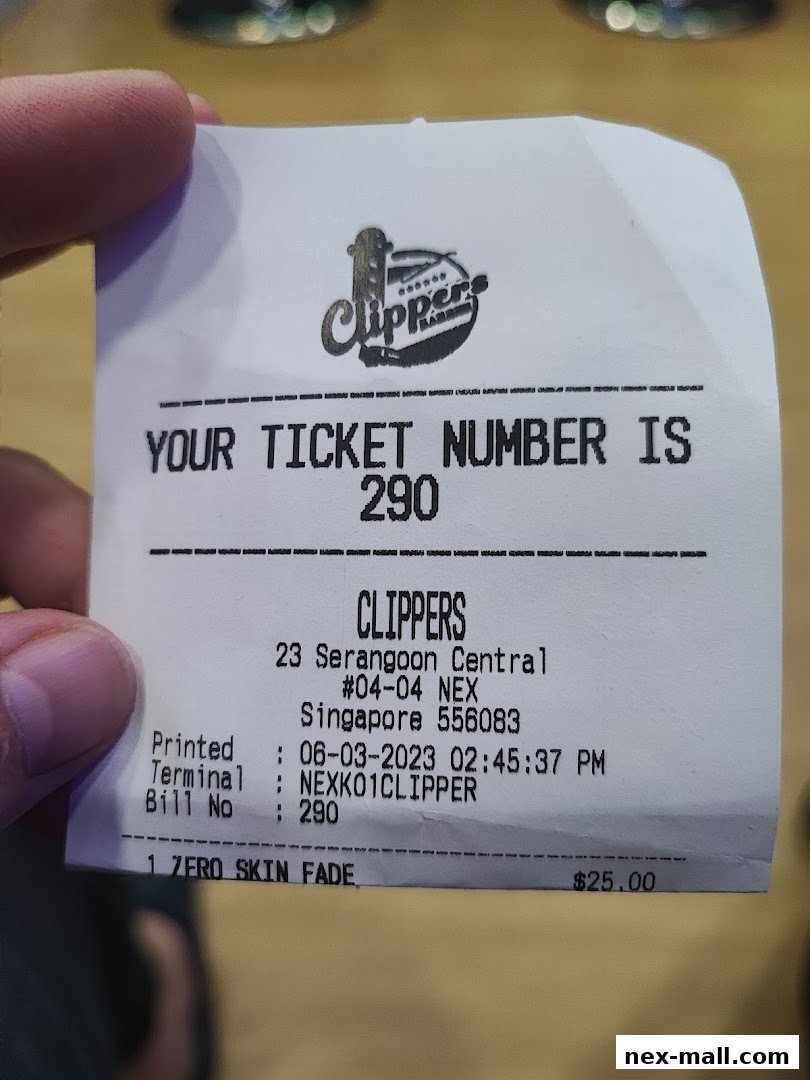 Clippers
BARBER
YOUR TICKET NUMBER IS
290
CLIPPERS
23 Serangoon Central
#04-04 NEX
Singapore 556083
Printed : 06-03-2023 02:45:37 PM
Terminal : NEXK01CLIPPER
Bill No : 290
1 ZERO SKIN FADE $25.00
nex-mall.com